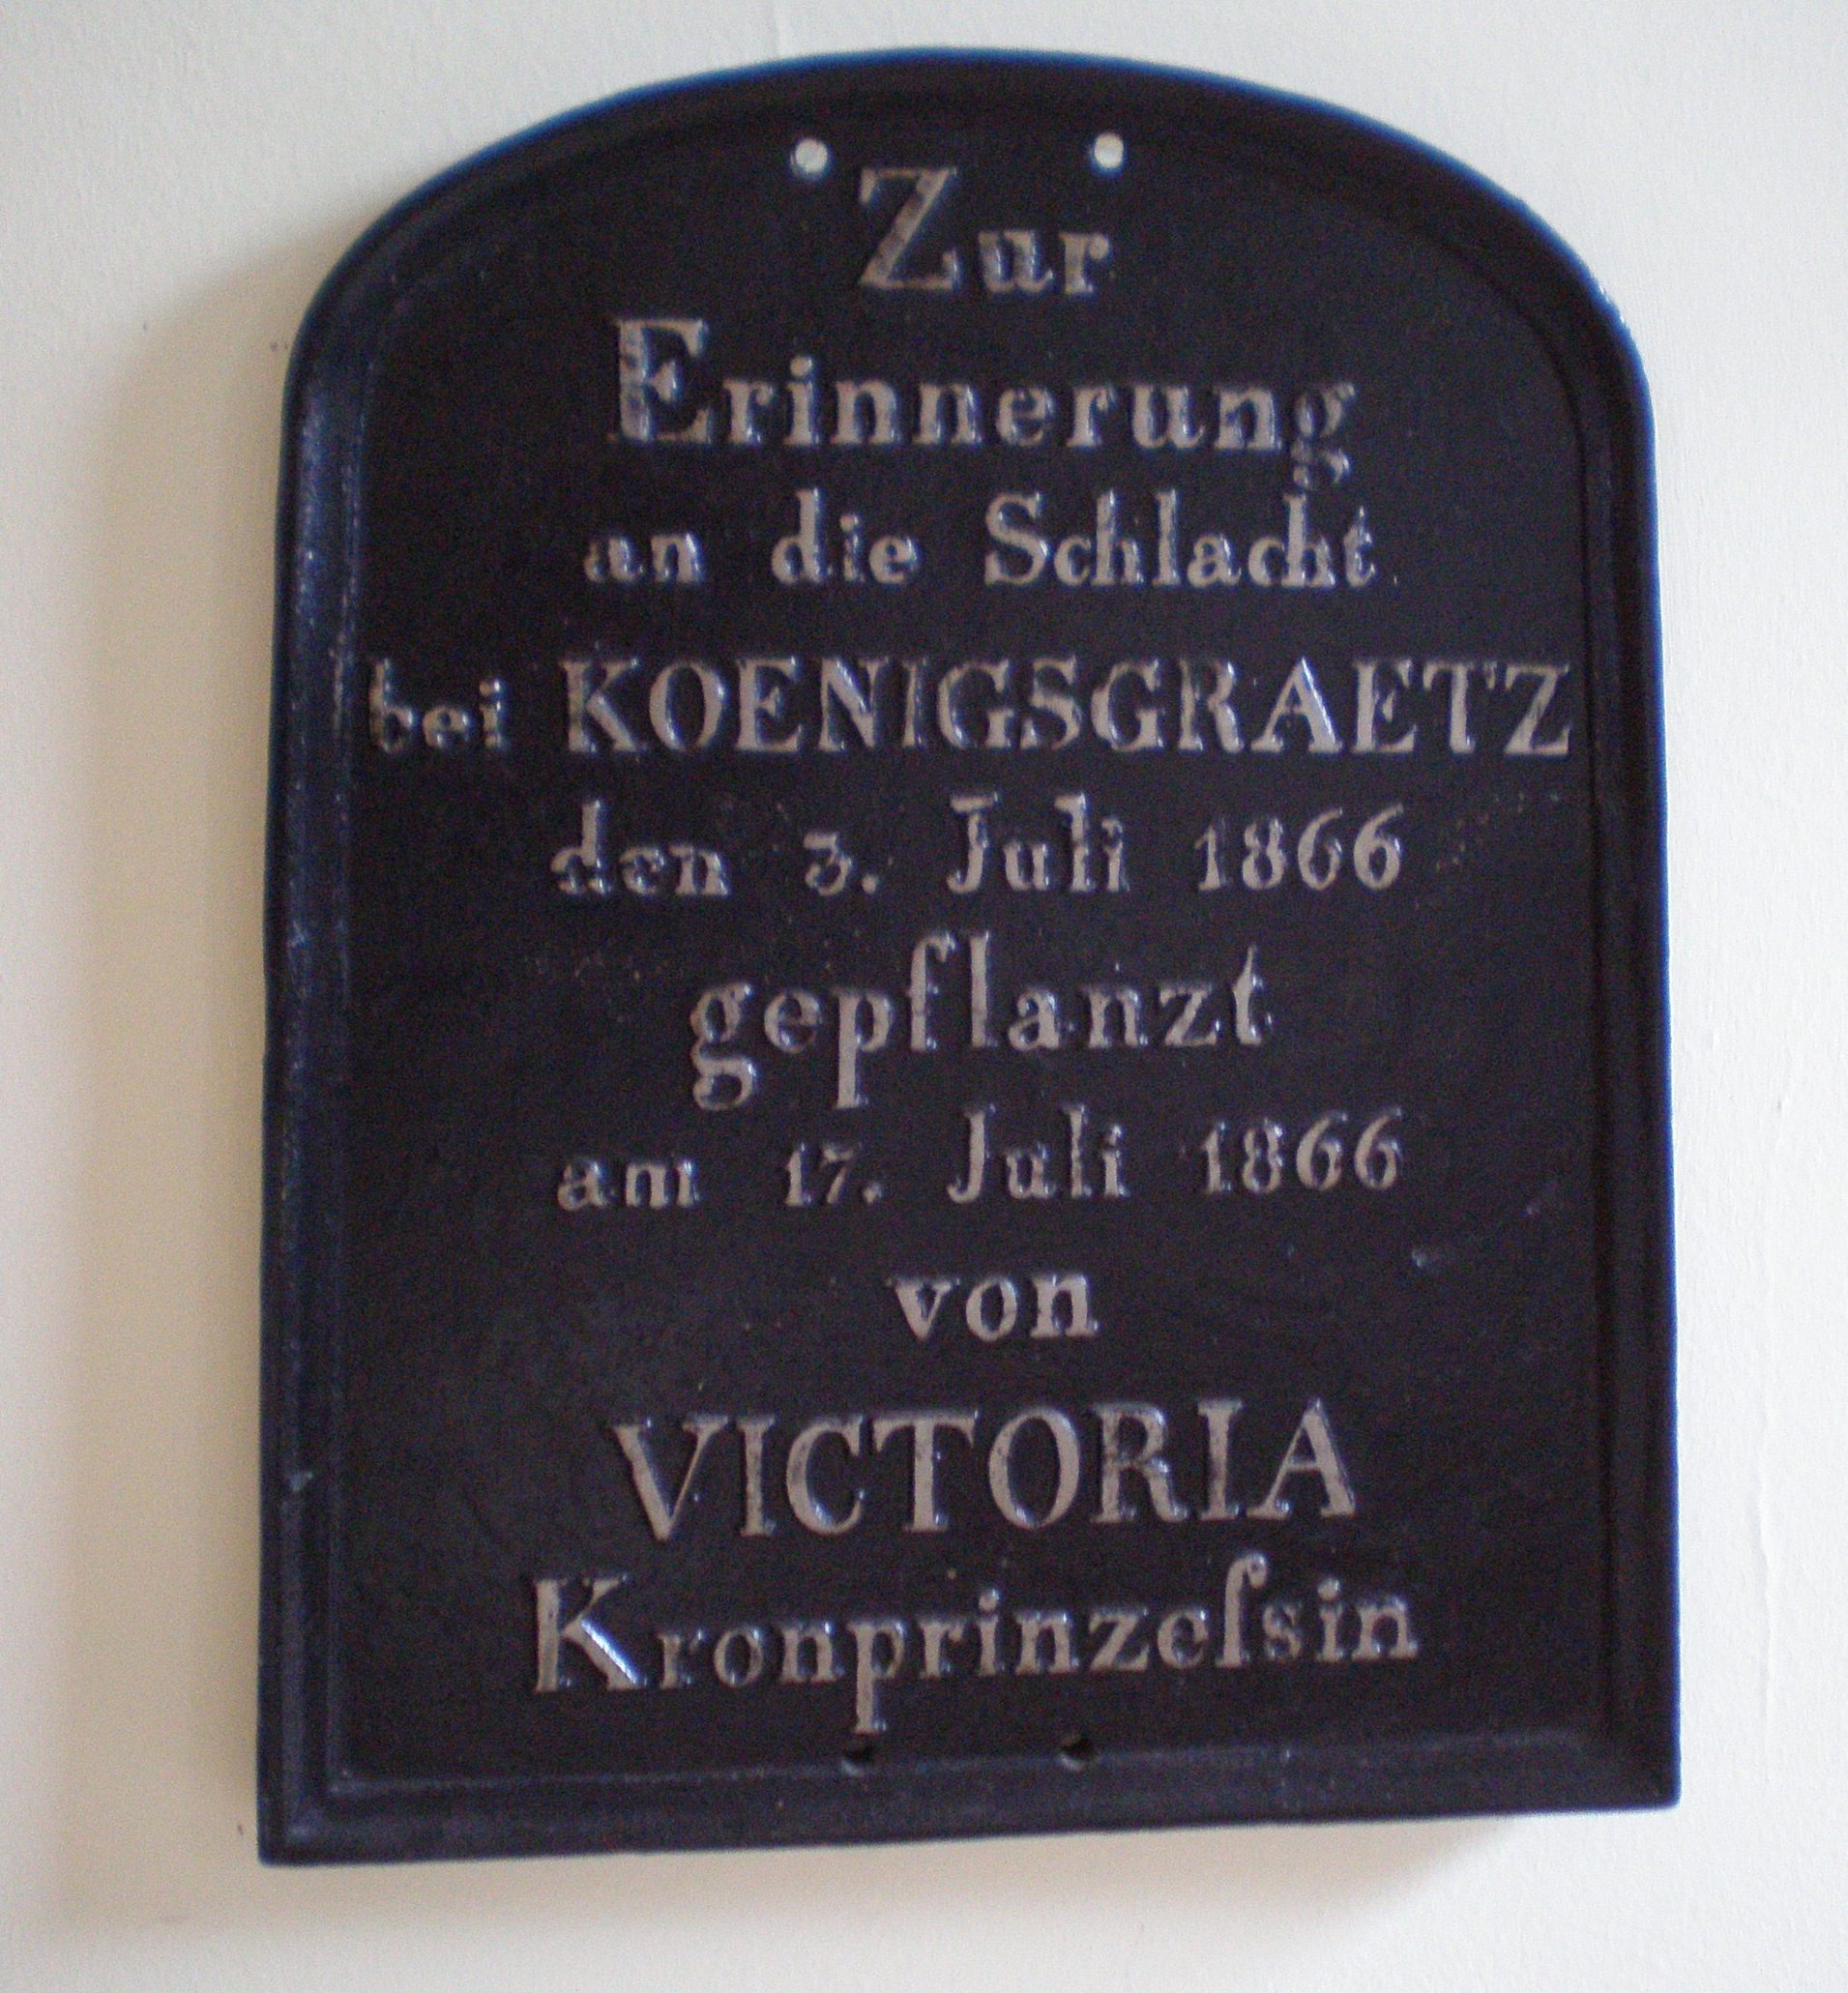 Zur
Erinnerung
an die Schlacht
bei KOENIGSGRAETZ
den 3. Juli 1866
gepflanzt
am 17. Juli 1866
von
VICTORIA
Kronprinzeſsin